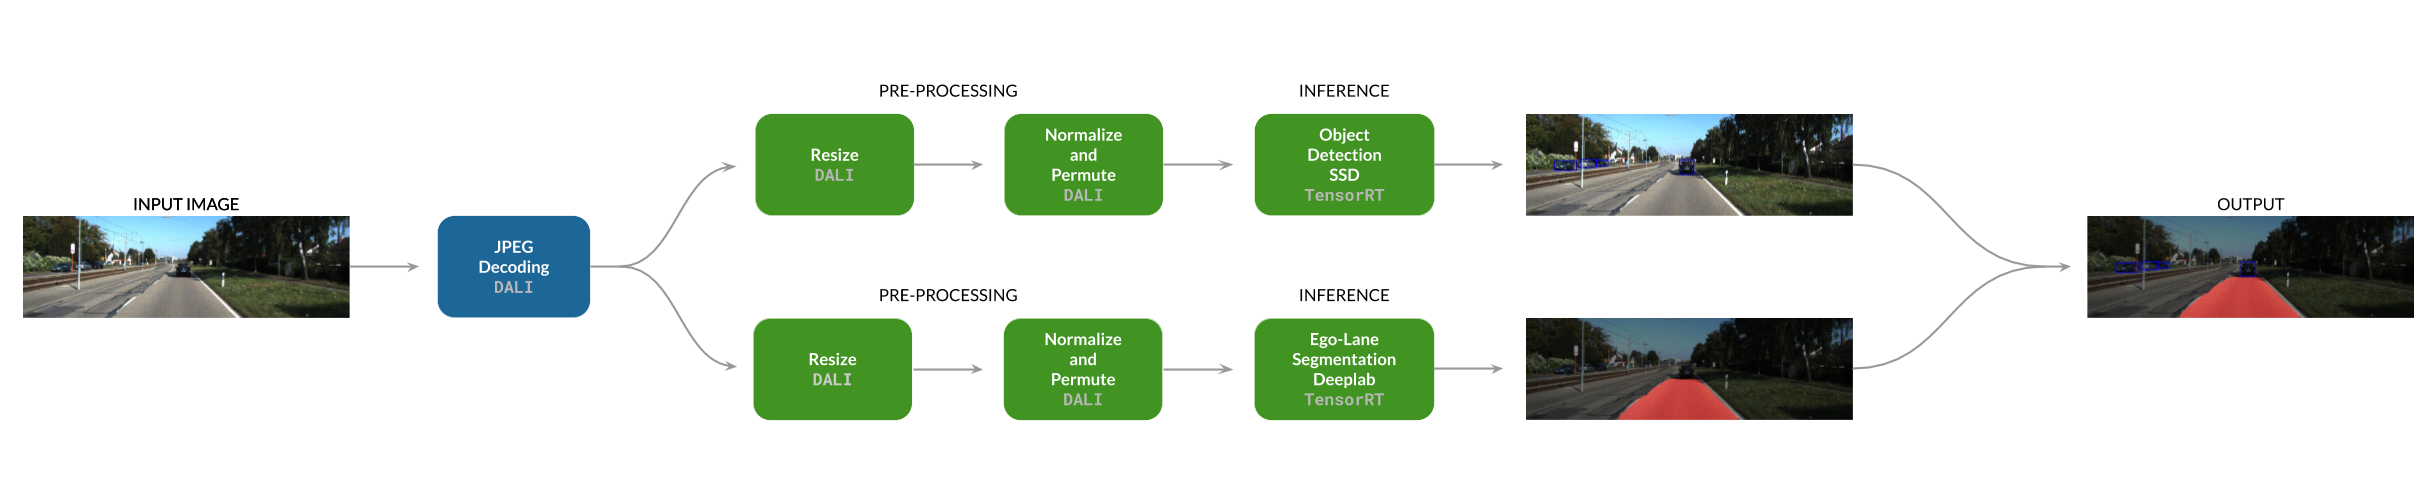 INPUT IMAGE
JPEG
Decoding
DALI
PRE-PROCESSING
Resize
DALI
Normalize
and
Permute
DALI
INFERENCE
Object
Detection
SSD
TensorRT
PRE-PROCESSING
Resize
DALI
Normalize
and
Permute
DALI
INFERENCE
Ego-Lane
Segmentation
Deeplab
TensorRT
OUTPUT